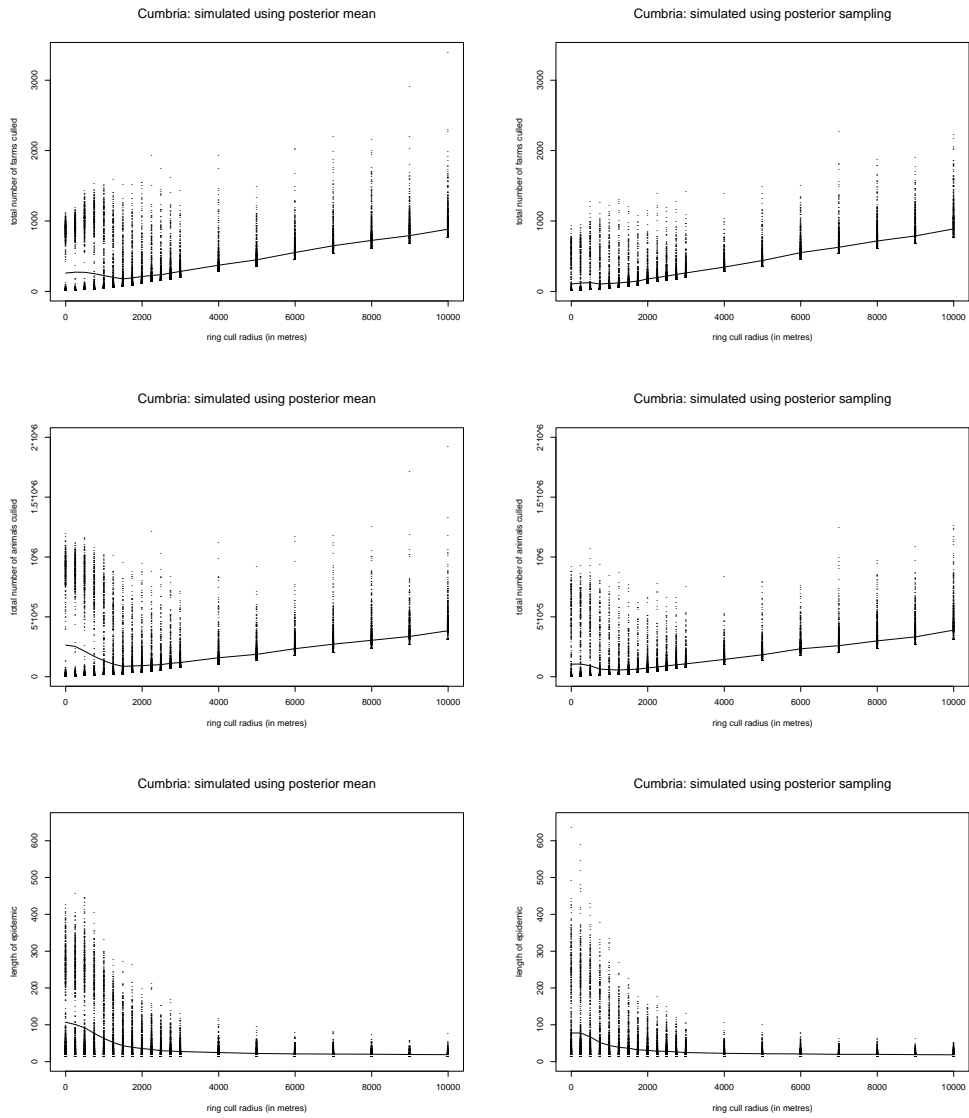 Cumbria: simulated using posterior mean
total number of farms culled
3000
2000
1000
0
0 2000 4000 6000 8000 10000
ring cull radius (in metres)
Cumbria: simulated using posterior sampling
total number of farms culled
3000
2000
1000
0
0 2000 4000 6000 8000 10000
ring cull radius (in metres)
Cumbria: simulated using posterior mean
total number of animals culled
2*10^6
1.5*10^6
10^6
5*10^5
0
0 2000 4000 6000 8000 10000
ring cull radius (in metres)
Cumbria: simulated using posterior sampling
total number of animals culled
2*10^6
1.5*10^6
10^6
5*10^5
0
0 2000 4000 6000 8000 10000
ring cull radius (in metres)
Cumbria: simulated using posterior mean
length of epidemic
600
500
400
300
200
100
0
0 2000 4000 6000 8000 10000
ring cull radius (in metres)
Cumbria: simulated using posterior sampling
length of epidemic
600
500
400
300
200
100
0
0 2000 4000 6000 8000 10000
ring cull radius (in metres)